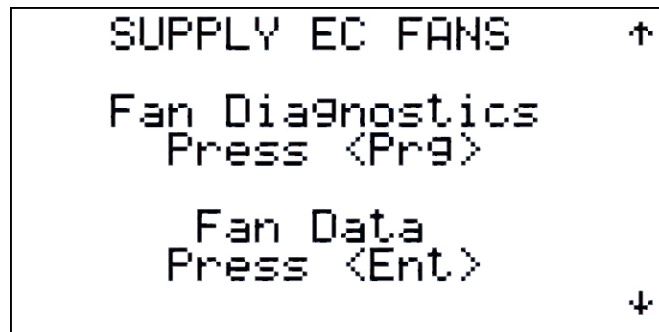 SUPPLY EC FANS ↑
Fan Diagnostics
Press <Prg>
Fan Data
Press <Ent>
↓